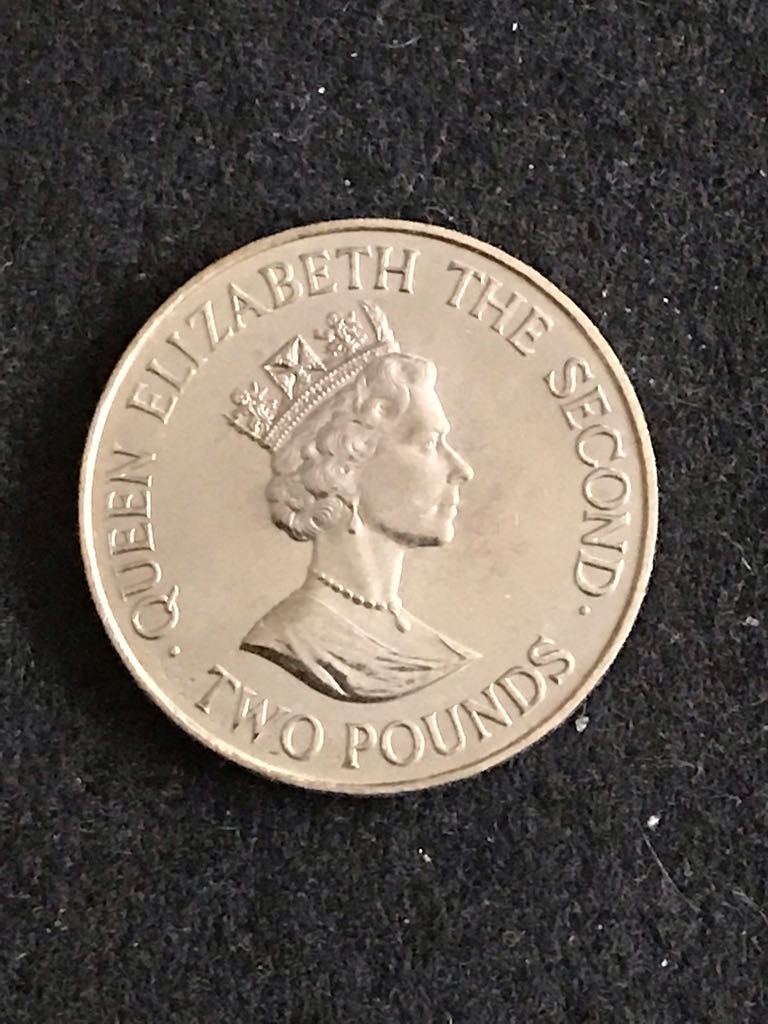 · QUEEN ELIZABETH THE SECOND ·
TWO POUNDS